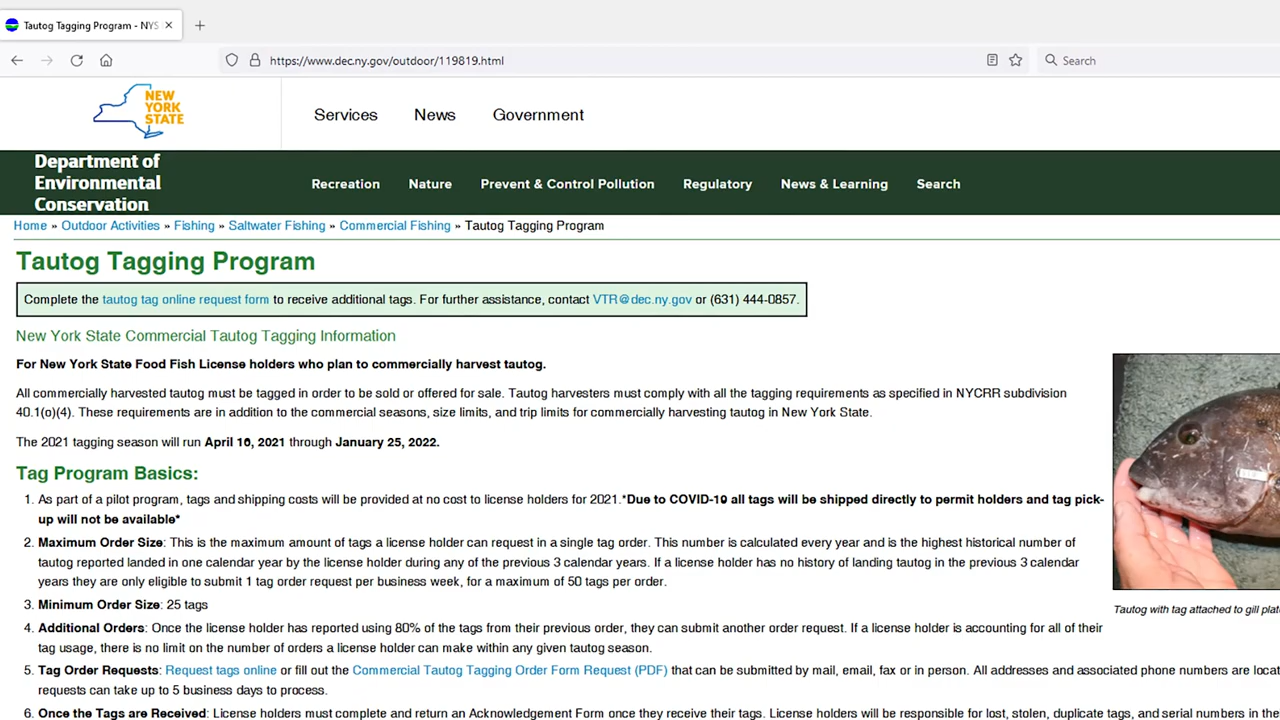 Tautog Tagging Program - NYS
https://www.dec.ny.gov/outdoor/119819.html
Search
NEW
YORK
STATE
Services News Government
Department of
Environmental
Conservation
Recreation Nature Prevent & Control Pollution Regulatory News & Learning Search
Home » Outdoor Activities » Fishing » Saltwater Fishing » Commercial Fishing » Tautog Tagging Program
Tautog Tagging Program
Complete the tautog tag online request form to receive additional tags. For further assistance, contact VTR@dec.ny.gov or (631) 444-0857.
New York State Commercial Tautog Tagging Information
For New York State Food Fish License holders who plan to commercially harvest tautog.
All commercially harvested tautog must be tagged in order to be sold or offered for sale. Tautog harvesters must comply with all the tagging requirements as specified in NYCRR subdivision
40.1(o)(4). These requirements are in addition to the commercial seasons, size limits, and trip limits for commercially harvesting tautog in New York State.
The 2021 tagging season will run April 16, 2021 through January 25, 2022.
Tag Program Basics:
1. As part of a pilot program, tags and shipping costs will be provided at no cost to license holders for 2021.*Due to COVID-19 all tags will be shipped directly to permit holders and tag pick-
up will not be available*
2. Maximum Order Size: This is the maximum amount of tags a license holder can request in a single tag order. This number is calculated every year and is the highest historical number of
tautog reported landed in one calendar year by the license holder during any of the previous 3 calendar years. If a license holder has no history of landing tautog in the previous 3 calendar
years they are only eligible to submit 1 tag order request per business week, for a maximum of 50 tags per order.
3. Minimum Order Size: 25 tags
4. Additional Orders: Once the license holder has reported using 80% of the tags from their previous order, they can submit another order request. If a license holder is accounting for all of their
tag usage, there is no limit on the number of orders a license holder can make within any given tautog season.
Tautog with tag attached to gill plat
5. Tag Order Requests: Request tags online or fill out the Commercial Tautog Tagging Order Form Request (PDF) that can be submitted by mail, email, fax or in person. All addresses and associated phone numbers are locat
requests can take up to 5 business days to process.
6. Once the Tags are Received: License holders must complete and return an Acknowledgement Form once they receive their tags. License holders will be responsible for lost, stolen, duplicate tags, and serial numbers in the